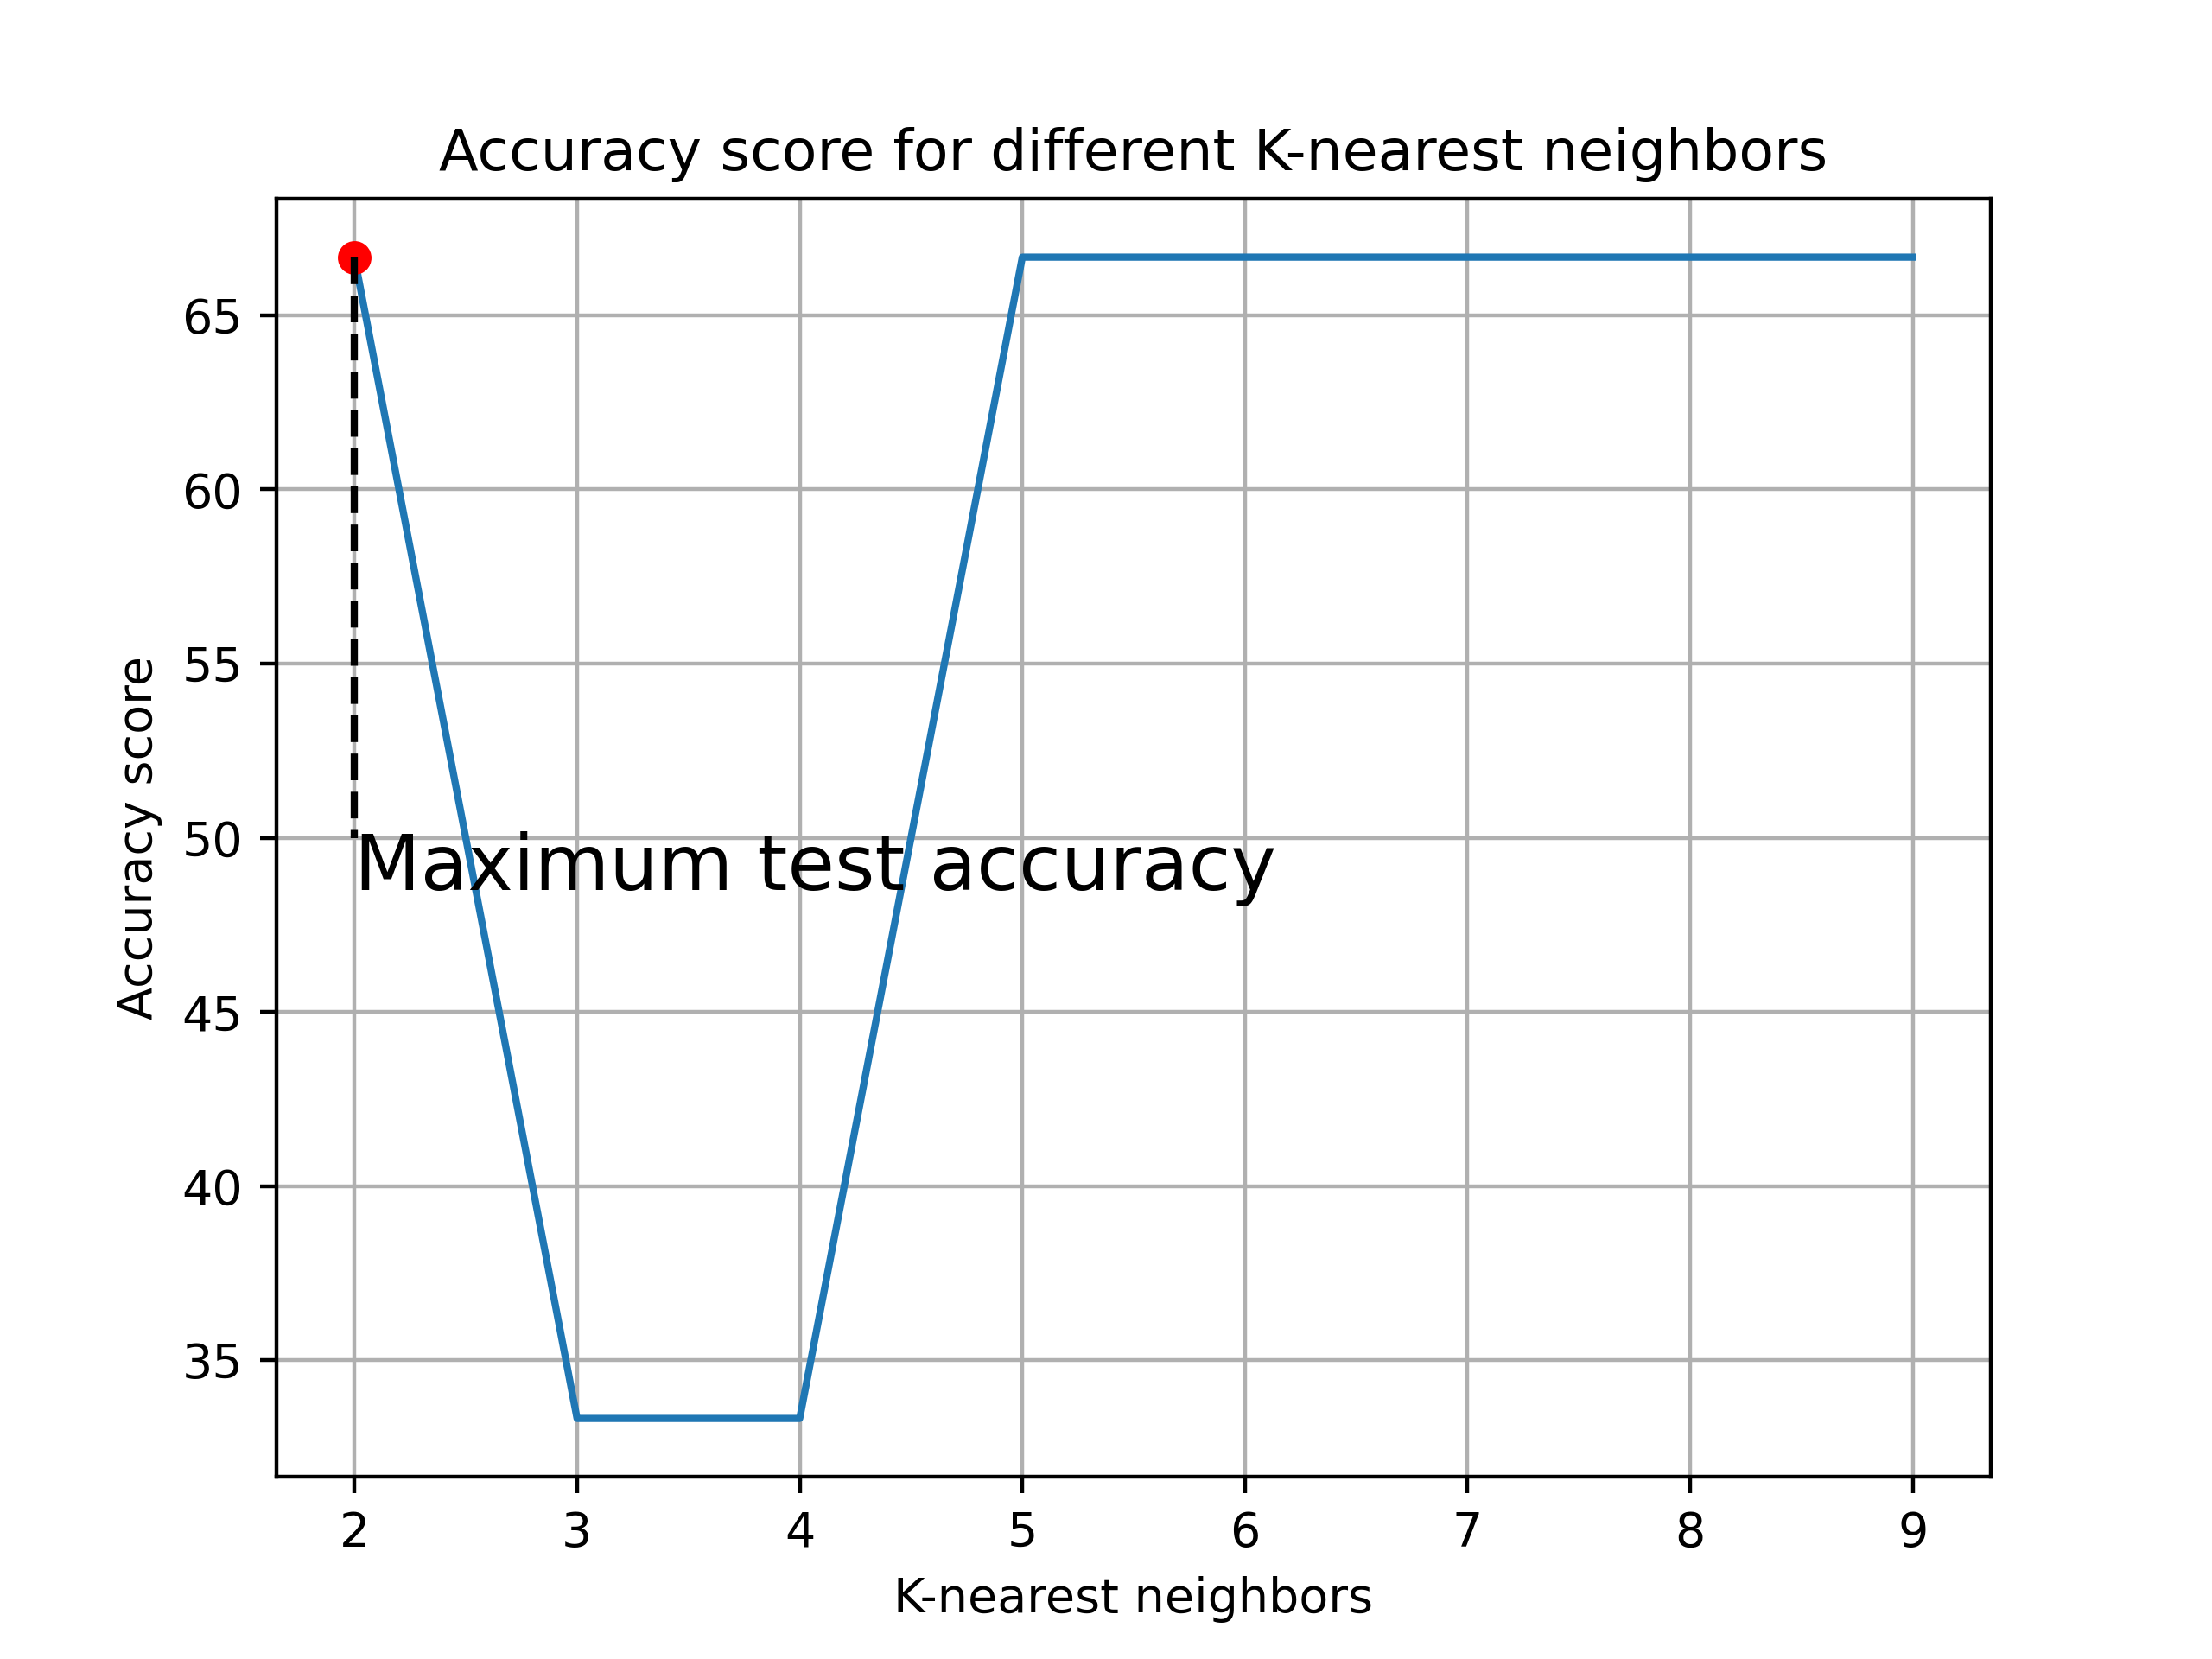 Accuracy score for different K-nearest neighbors
65
60
55
50
45
40
35
Accuracy score
Maximum test accuracy
2 3 4 5 6 7 8 9
K-nearest neighbors